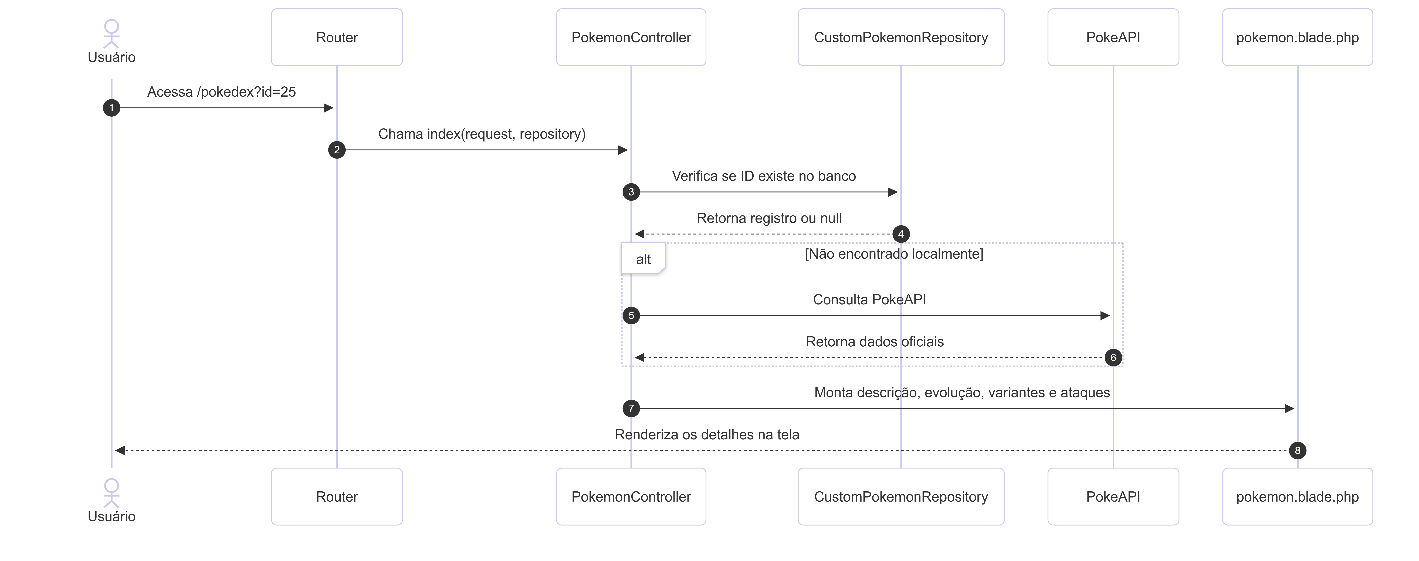 Usuário
Router
PokemonController
CustomPokemonRepository
PokeAPI
pokemon.blade.php
Acessa /pokedex?id=25
1
Chama index(request, repository)
2
Verifica se ID existe no banco
3
Retorna registro ou null
4
alt
[Não encontrado localmente]
Consulta PokeAPI
5
Retorna dados oficiais
6
Monta descrição, evolução, variantes e ataques
7
Renderiza os detalhes na tela
8
Usuário
Router
PokemonController
CustomPokemonRepository
PokeAPI
pokemon.blade.php